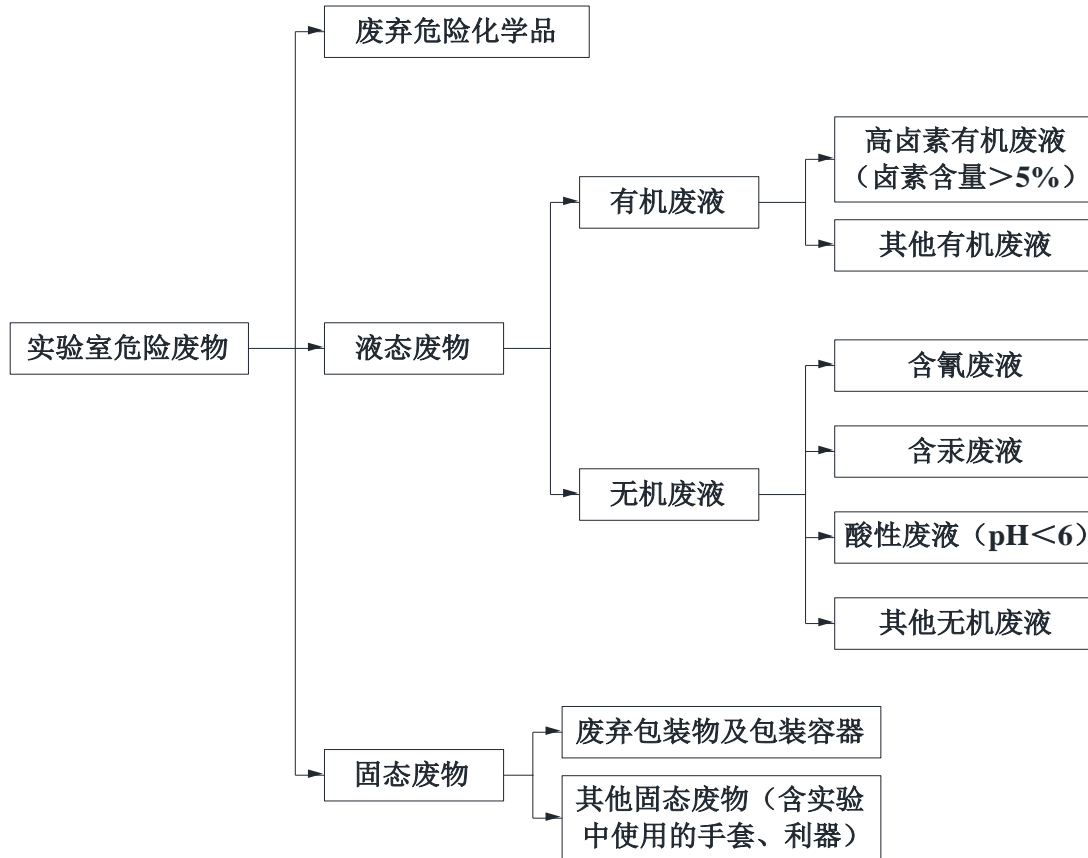 废弃危险化学品
高卤素有机废液
（卤素含量＞5%）
有机废液
其他有机废液
实验室危险废物
液态废物
含氰废液
含汞废液
无机废液
酸性废液（pH＜6）
其他无机废液
废弃包装物及包装容器
固态废物
其他固态废物（含实验
中使用的手套、利器）